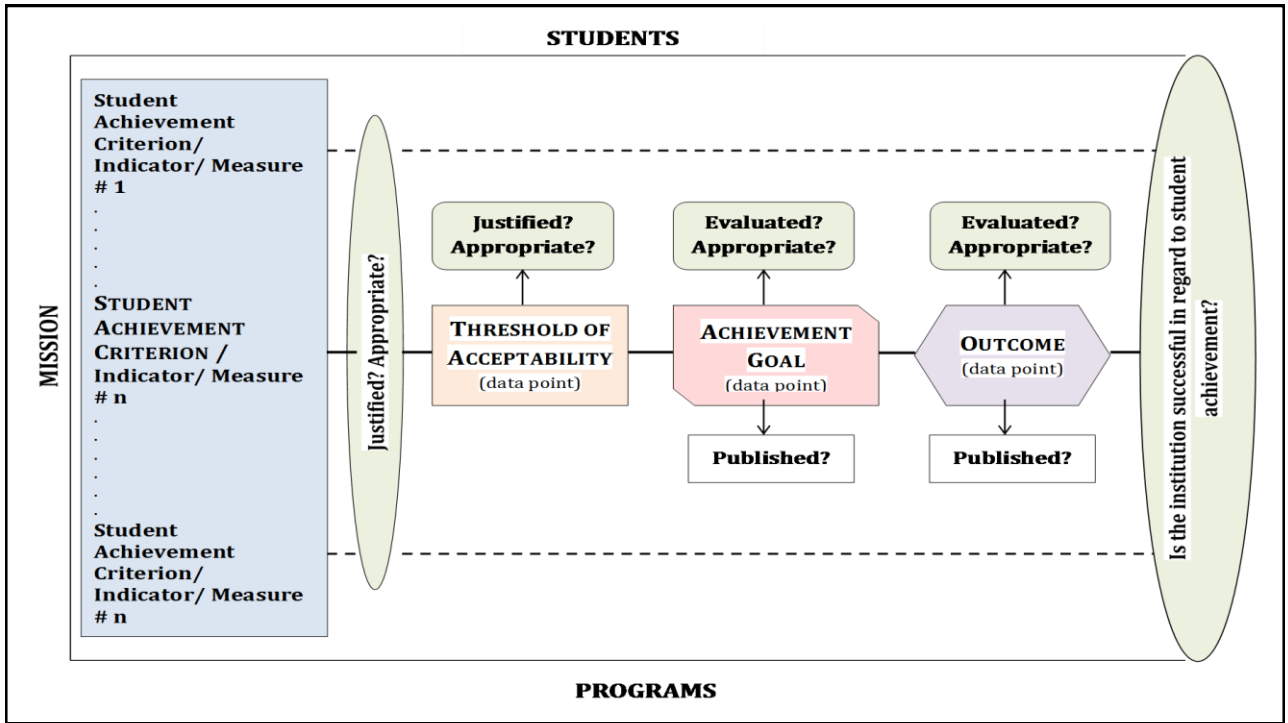 STUDENTS
MISSION
Student
Achievement
Criterion/
Indicator/ Measure
# 1
.
.
.
.
.
STUDENT
ACHIEVEMENT
CRITERION /
Indicator/ Measure
# n
.
.
.
.
.
.
Student
Achievement
Criterion/
Indicator/ Measure
# n
Justified? Appropriate?
Justified?
Appropriate?
THRESHOLD OF
ACCEPTABILITY
(data point)
Evaluated?
Appropriate?
ACHIEVEMENT
GOAL
(data point)
Published?
Evaluated?
Appropriate?
OUTCOME
(data point)
Published?
Is the institution successful in regard to student
achievement?
PROGRAMS